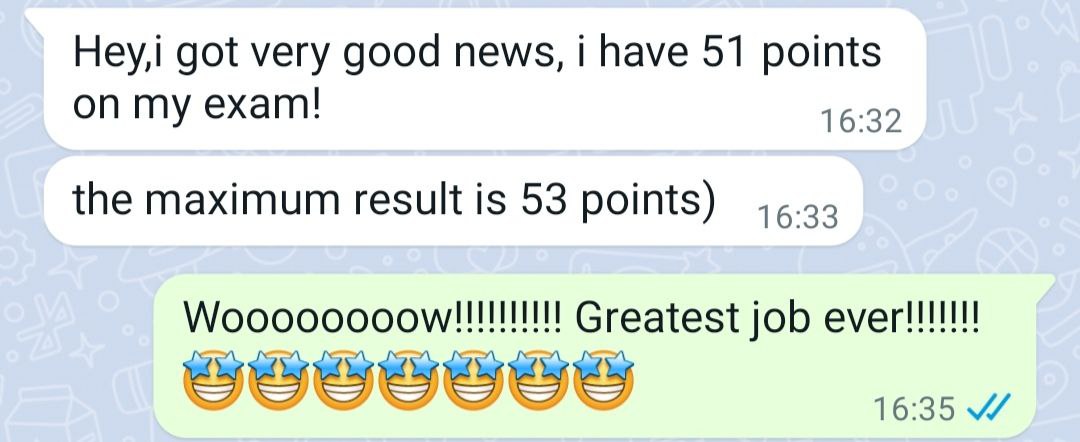 Hey,i got very good news, i have 51 points
on my exam!
16:32
the maximum result is 53 points)
16:33
Woooooooow!!!!!!!!!! Greatest job ever!!!!!!!
🤩🤩🤩🤩🤩🤩🤩
16:35